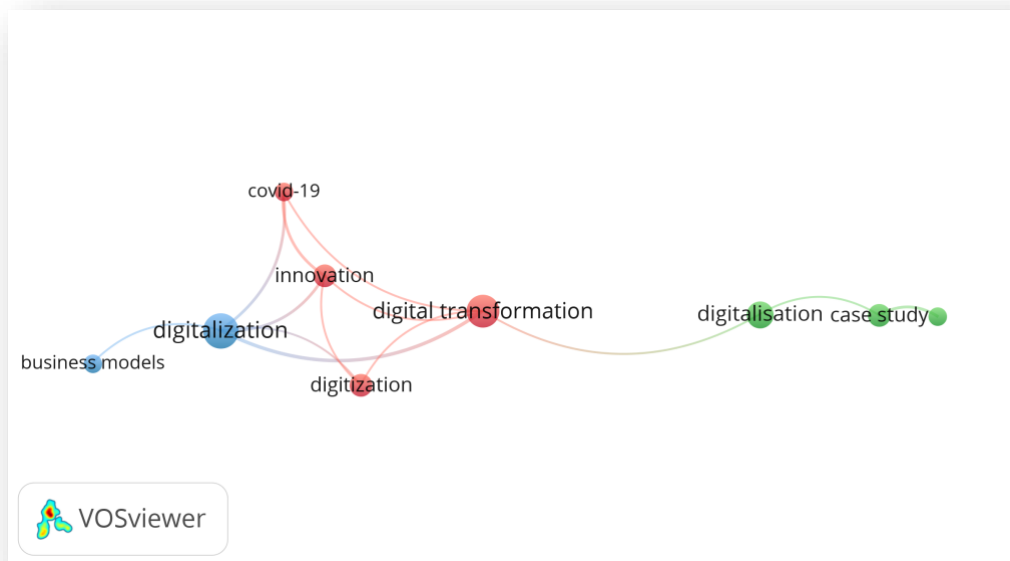 covid-19
innovation
digital transformation
digitalisation
case study
digitalization
business models
digitization
VOSviewer